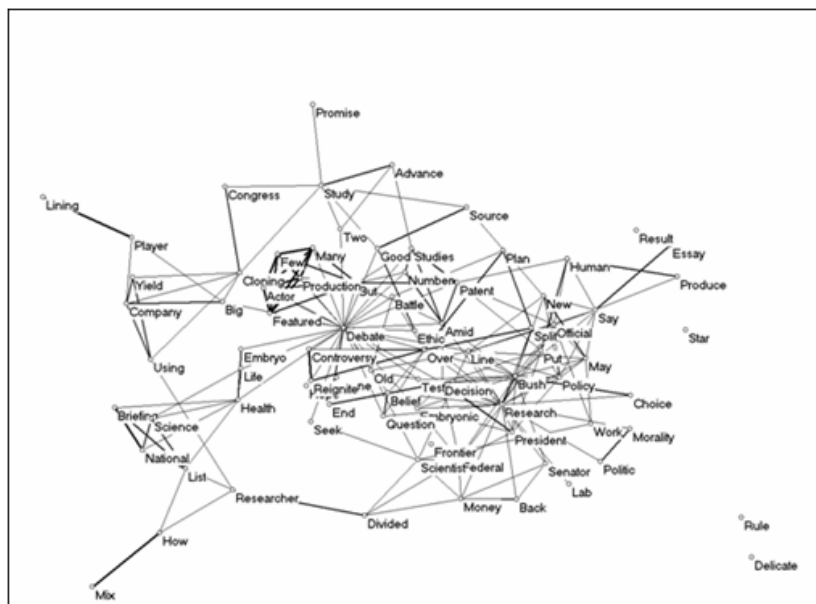 Promise
Advance
Congress
Study
Lining
Source
Player
Two
Result
Few
Many
Good
Studies
Plan
Essay
Human
Yield
Cloning
Production
But
Number
Patent
Produce
Actor
Battle
New
Company
Big
Say
Featured
Debate
Ethic
Amid
Split
Official
Star
Embryo
Controversy
Over
Line
Put
May
Using
Life
Old
Reignite
Test
Decision
Bush
Policy
Briefing
Health
End
Belief
Research
Choice
Science
Seek
Question
Embryonic
President
Work
Morality
National
Frontier
List
Scientist
Federal
Senator
Politic
Lab
Researcher
Money
Back
Divided
Rule
How
Delicate
Mix